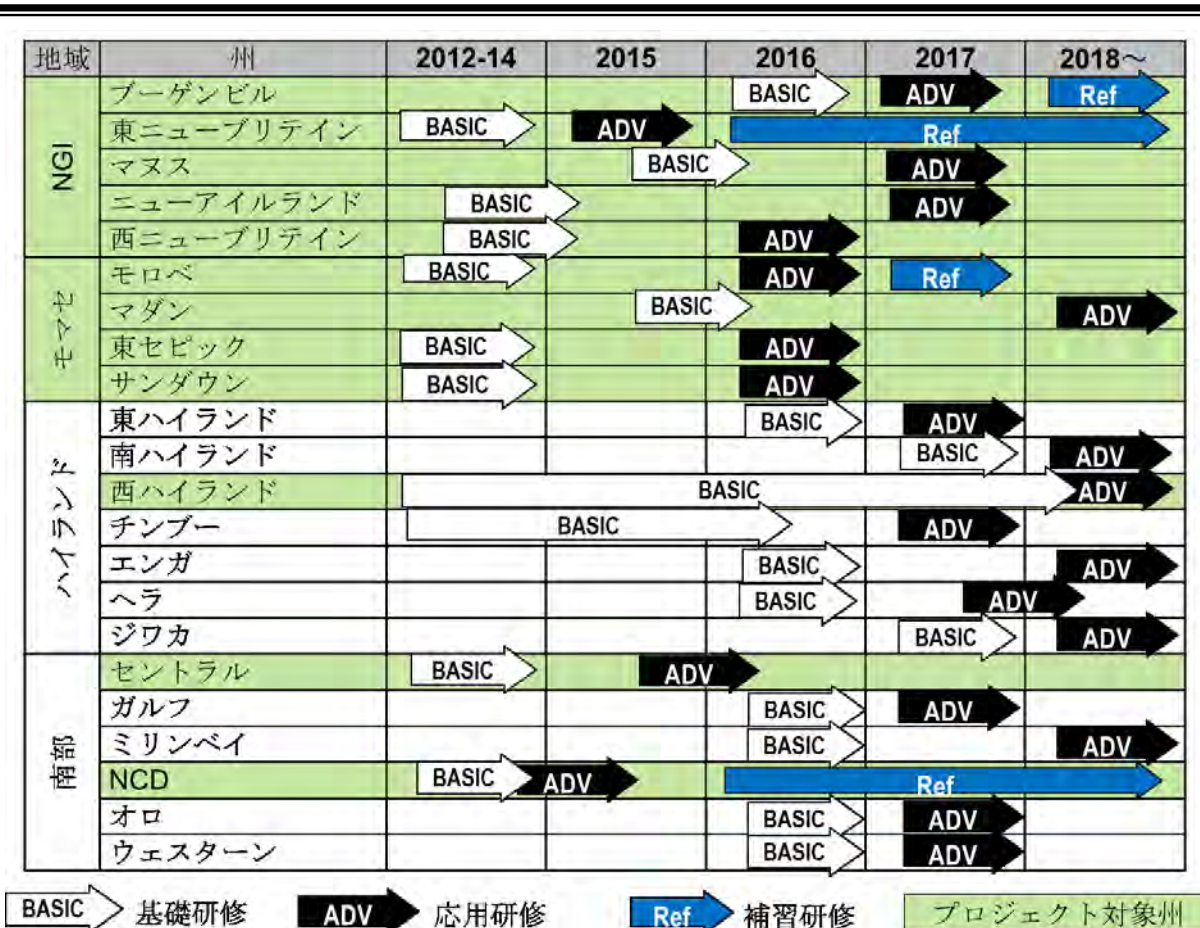 地域 州 2012-14 2015 2016 2017 2018～
NGI
ブーゲンビル BASIC ADV Ref
東ニューブリテイン BASIC ADV Ref
マヌス BASIC ADV
ニューアイルランド BASIC ADV
西ニューブリテイン BASIC ADV
モマセ
モロベ BASIC ADV Ref
マダン BASIC ADV
東セピック BASIC ADV
サンダウン BASIC ADV
ハイランド
東ハイランド BASIC ADV
南ハイランド BASIC ADV
西ハイランド BASIC ADV
チンブー BASIC ADV
エンガ BASIC ADV
ヘラ BASIC ADV
ジワカ BASIC ADV
南部
セントラル BASIC ADV
ガルフ BASIC ADV
ミリンベイ BASIC ADV
NCD BASIC ADV Ref
オロ BASIC ADV
ウェスターン BASIC ADV
BASIC 基礎研修 ADV 応用研修 Ref 補習研修 プロジェクト対象州